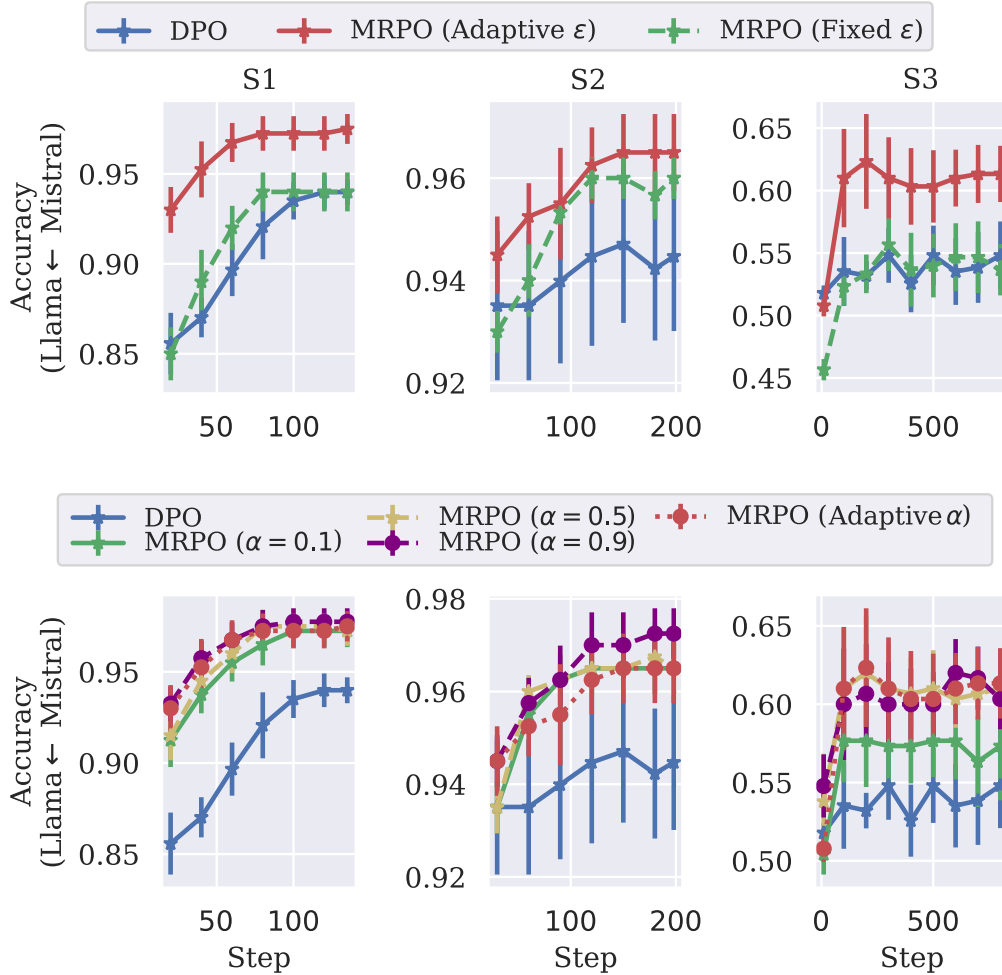 DPO MRPO (Adaptive ε) MRPO (Fixed ε)
S1 S2 S3
Accuracy
(Llama ← Mistral)
0.95
0.90
0.85
50 100
0.96
0.94
0.92
100 200
0.65
0.60
0.55
0.50
0.45
0 500
DPO MRPO (α = 0.5) MRPO (Adaptive α)
MRPO (α = 0.1) MRPO (α = 0.9)
Accuracy
(Llama ← Mistral)
0.95
0.90
0.85
50 100
Step
0.98
0.96
0.94
0.92
100 200
Step
0.65
0.60
0.55
0.50
0 500
Step